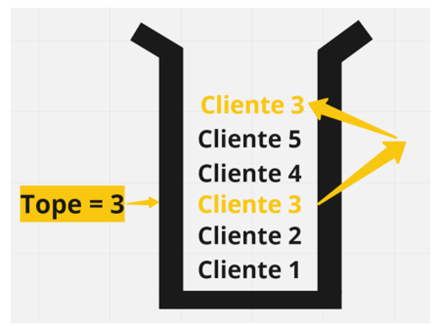 Cliente 3
Cliente 5
Cliente 4
Tope = 3
Cliente 3
Cliente 2
Cliente 1